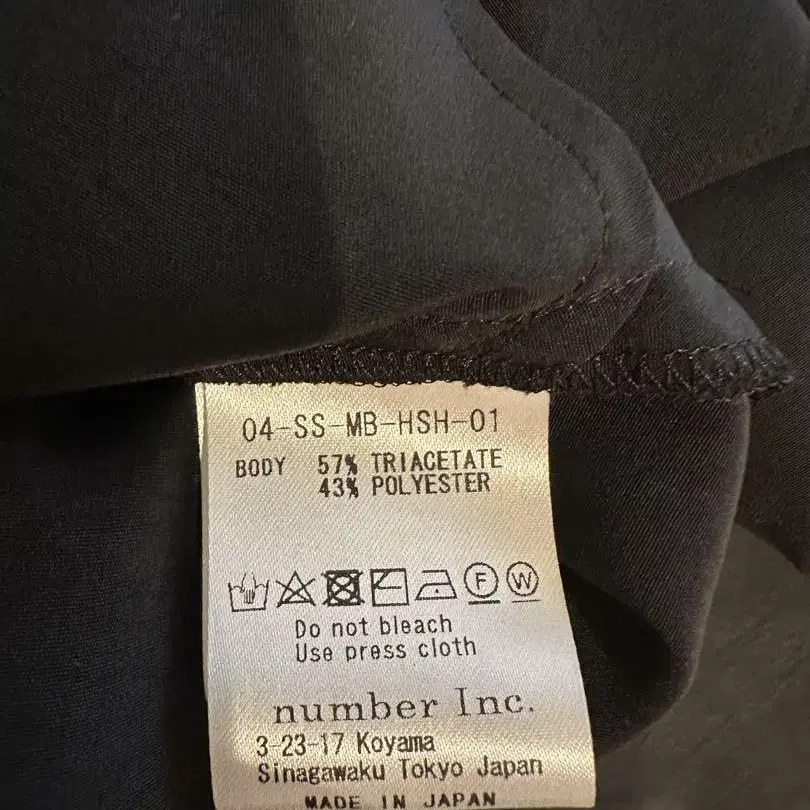 04-SS-MB-HSH-01
BODY 57% TRIACETATE
43% POLYESTER
F W
Do not bleach
Use press cloth
number Inc.
3-23-17 Koyama
Sinagawaku Tokyo Japan
MADE IN JAPAN